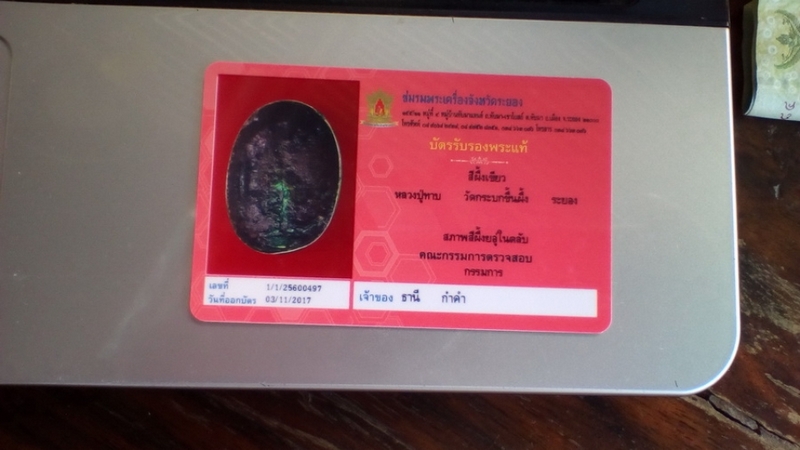 ชมรมพระเครื่องจังหวัดระยอง
บัตรรับรองพระแท้
สีผึ้งเขียว
หลวงปู่ทาบ วัดกระบกขึ้นผึ้ง ระยอง
สภาพสีผึ้งอยู่ในตลับ
คณะกรรมการตรวจสอบ
กรรมการ
เลขที่ 1/1/25600497
วันที่ออกบัตร 03/11/2017
เจ้าของ ธานี กำคำ